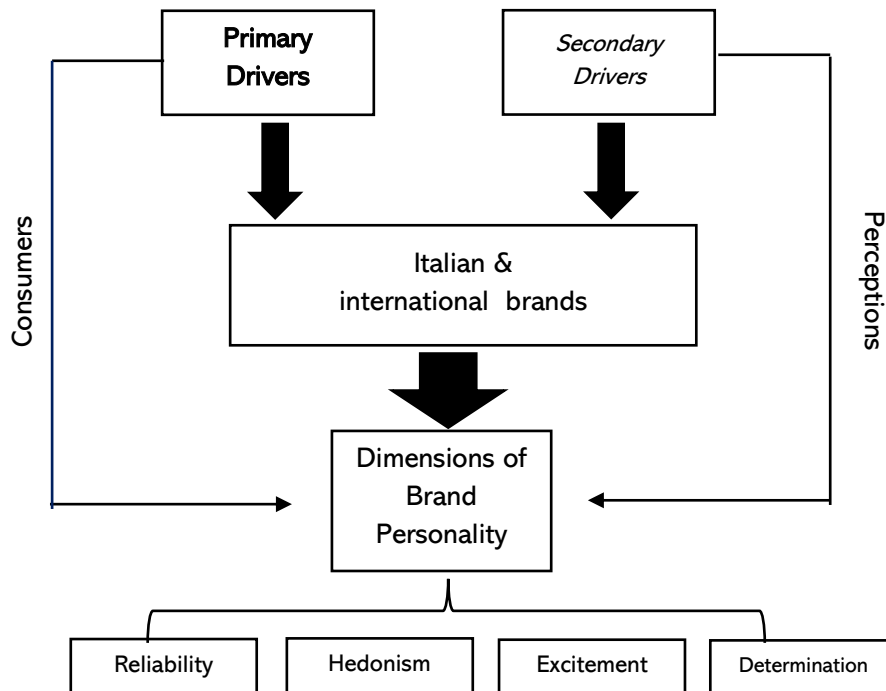 Primary
Drivers
Secondary
Drivers
Consumers
Perceptions
Italian &
international brands
Dimensions of
Brand
Personality
Reliability
Hedonism
Excitement
Determination